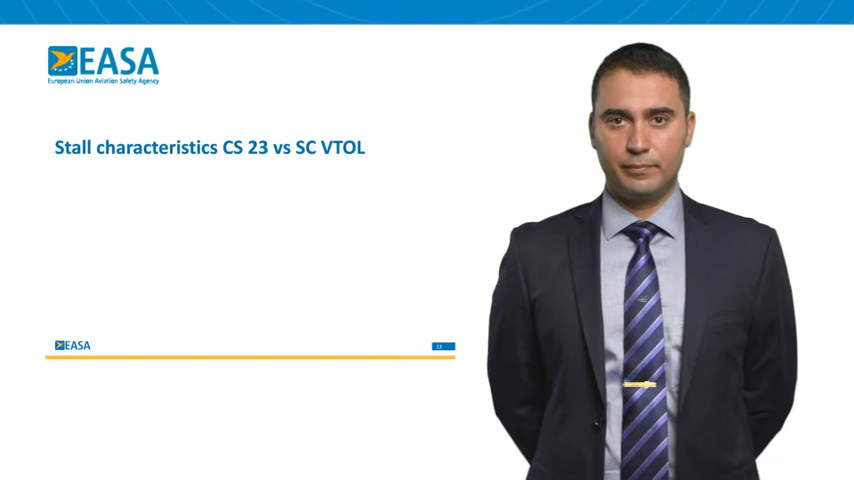 EASA
European Union Aviation Safety Agency
Stall characteristics CS 23 vs SC VTOL
EASA
13